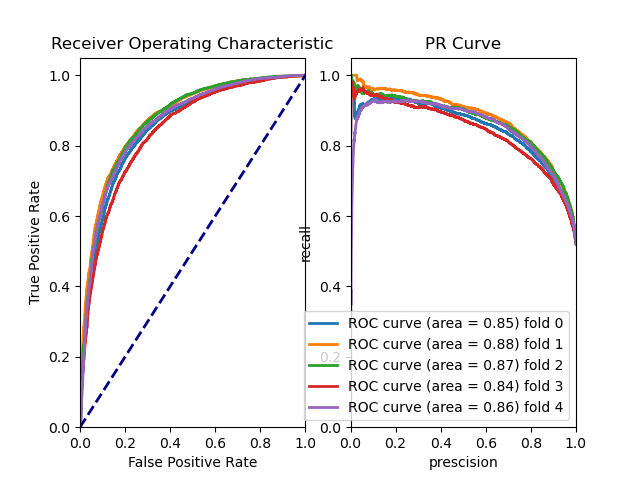 Receiver Operating Characteristic
PR Curve
True Positive Rate
1.0
0.8
0.6
0.4
0.2
0.0
0.0 0.2 0.4 0.6 0.8 1.0
False Positive Rate
recall
1.0
0.8
0.6
0.4
0.2
0.0
ROC curve (area = 0.85) fold 0
ROC curve (area = 0.88) fold 1
ROC curve (area = 0.87) fold 2
ROC curve (area = 0.84) fold 3
ROC curve (area = 0.86) fold 4
0.0 0.2 0.4 0.6 0.8 1.0
prescision